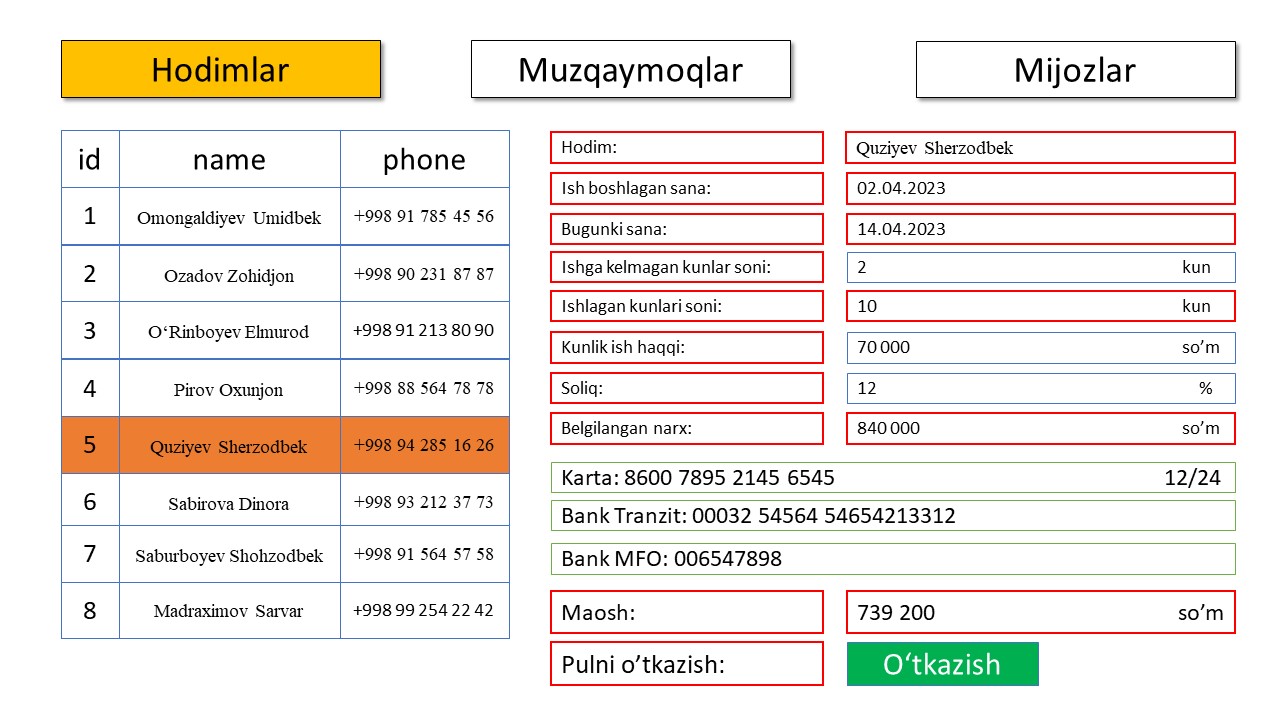 Hodimlar
Muzqaymoqlar
Mijozlar
id name phone
1 Omongaldiyev Umidbek +998 91 785 45 56
2 Ozadov Zohidjon +998 90 231 87 87
3 O‘Rinboyev Elmurod +998 91 213 80 90
4 Pirov Oxunjon +998 88 564 78 78
5 Quziyev Sherzodbek +998 94 285 16 26
6 Sabirova Dinora +998 93 212 37 73
7 Saburboyev Shohzodbek +998 91 564 57 58
8 Madraximov Sarvar +998 99 254 22 42
Hodim: Quziyev Sherzodbek
Ish boshlagan sana: 02.04.2023
Bugunki sana: 14.04.2023
Ishga kelmagan kunlar soni: 2 kun
Ishlagan kunlari soni: 10 kun
Kunlik ish haqqi: 70 000 so’m
Soliq: 12 %
Belgilangan narx: 840 000 so’m
Karta: 8600 7895 2145 6545 12/24
Bank Tranzit: 00032 54564 54654213312
Bank MFO: 006547898
Maosh: 739 200 so’m
Pulni o’tkazish: O‘tkazish